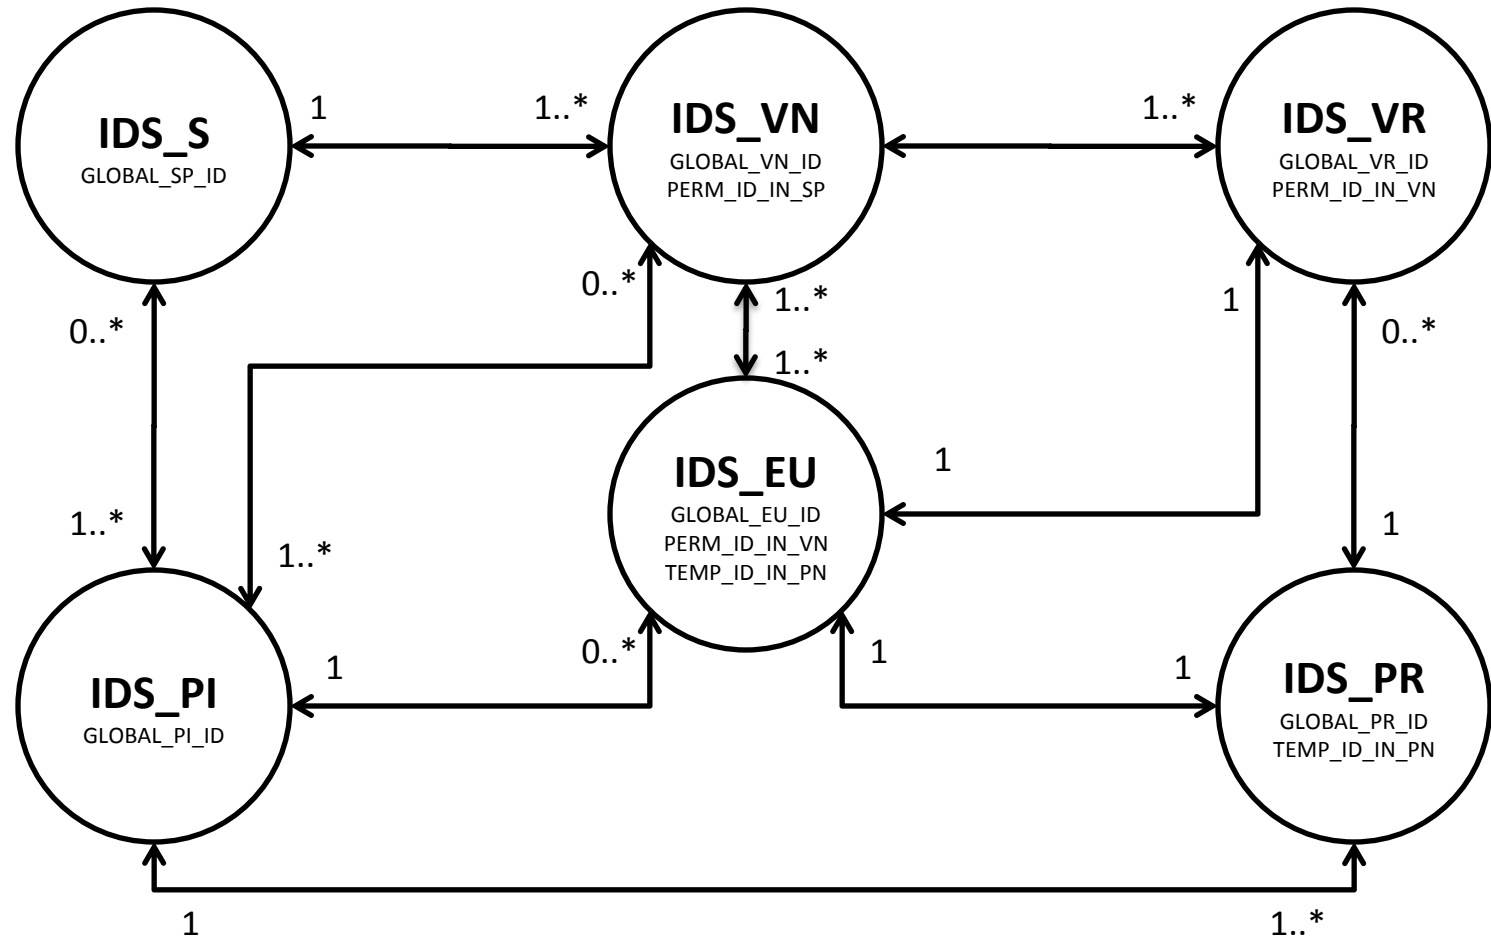 IDS_S
GLOBAL_SP_ID
1
1..*
IDS_VN
GLOBAL_VN_ID
PERM_ID_IN_SP
1..*
IDS_VR
GLOBAL_VR_ID
PERM_ID_IN_VN
0..*
1..*
0..*
1..*
1
0..*
1..*
1..*
1
1
IDS_EU
GLOBAL_EU_ID
PERM_ID_IN_VN
TEMP_ID_IN_PN
IDS_PI
GLOBAL_PI_ID
1
0..*
1
1
IDS_PR
GLOBAL_PR_ID
TEMP_ID_IN_PN
1
1..*